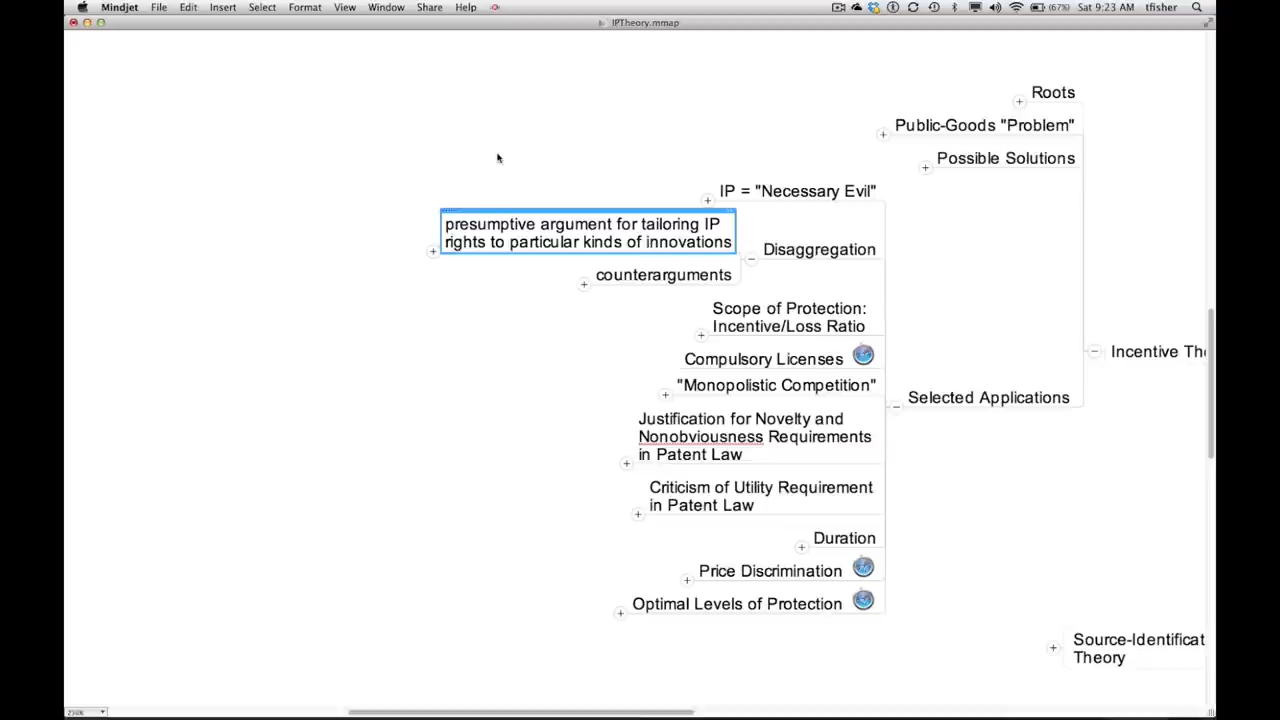 Mindjet File Edit Insert Select Format View Window Share Help (67%) Sat 9:23 AM tfisher
IPTheory.mmap
Roots
Public-Goods "Problem"
Possible Solutions
IP = "Necessary Evil"
presumptive argument for tailoring IP
rights to particular kinds of innovations
Disaggregation
counterarguments
Scope of Protection:
Incentive/Loss Ratio
Incentive The
Compulsory Licenses
"Monopolistic Competition"
Selected Applications
Justification for Novelty and
Nonobviousness Requirements
in Patent Law
Criticism of Utility Requirement
in Patent Law
Duration
Price Discrimination
Optimal Levels of Protection
Source-Identificat
Theory